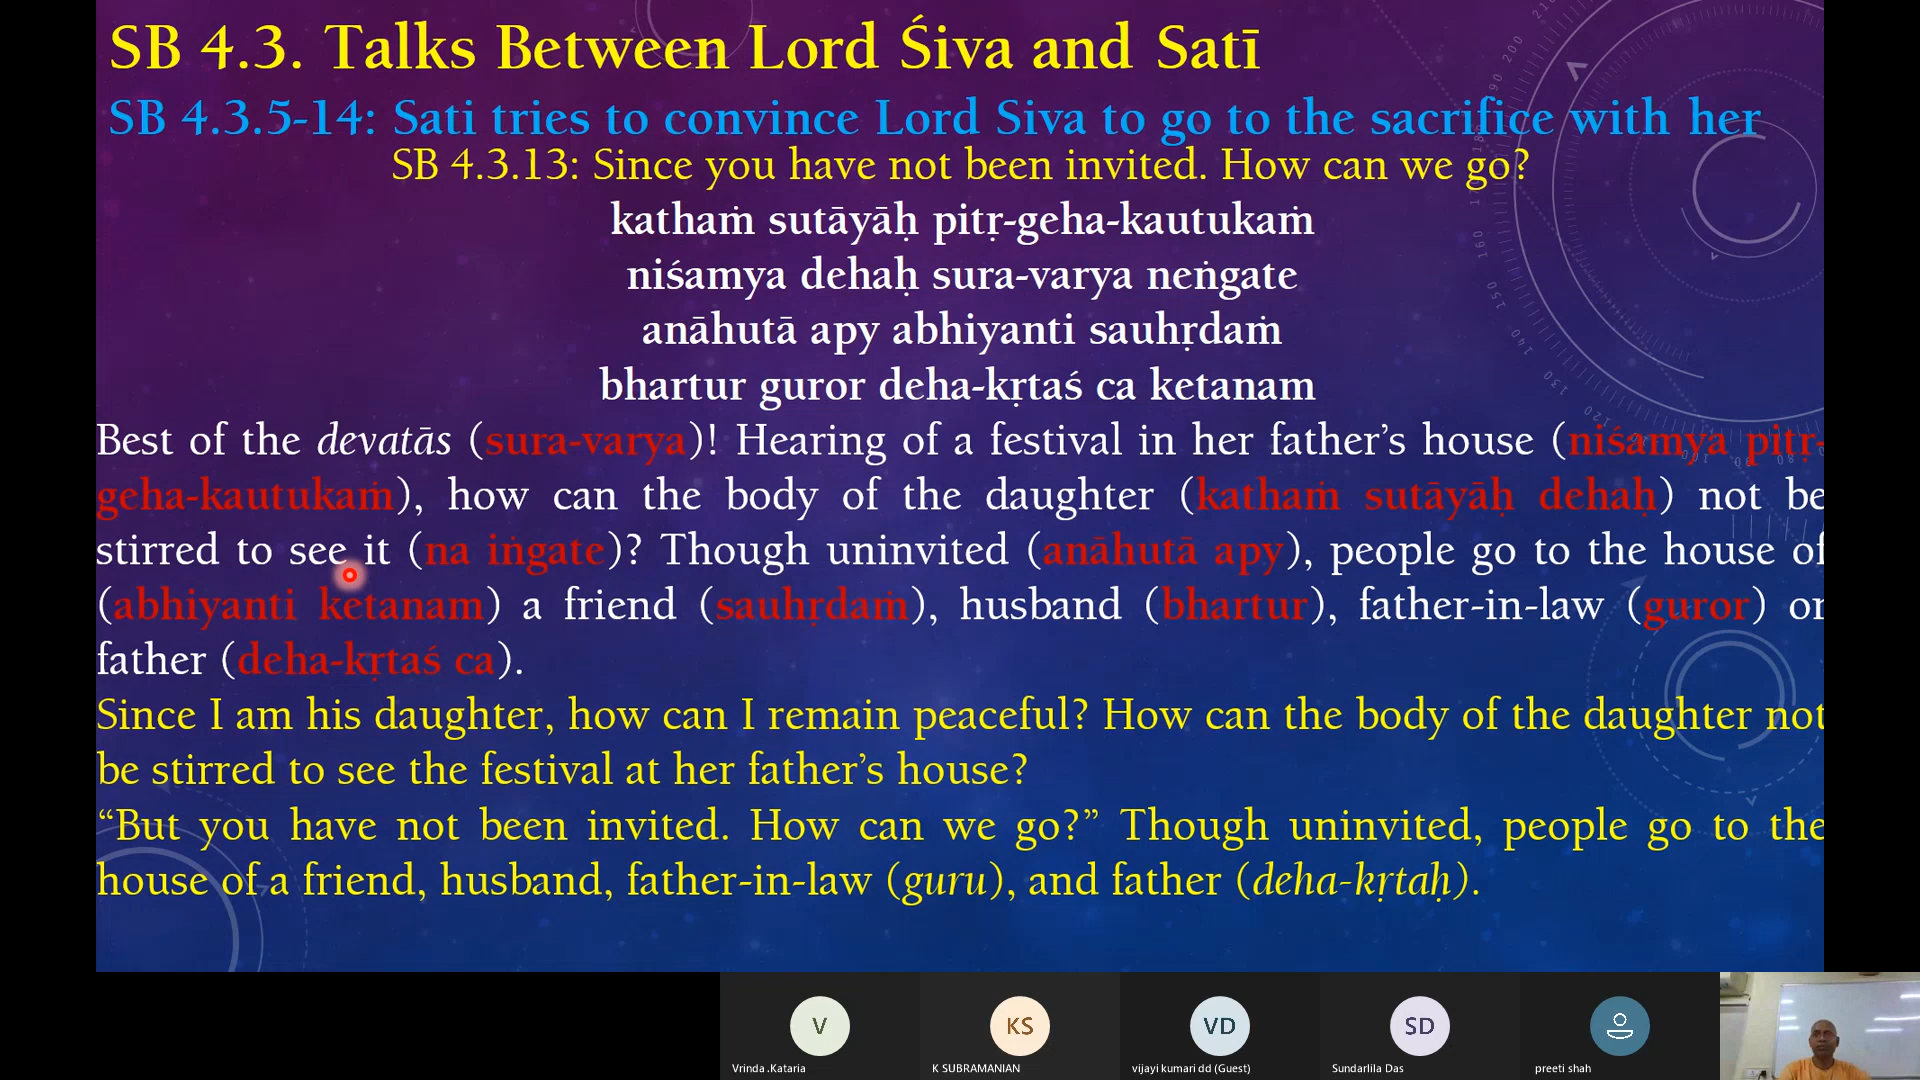 SB 4.3. Talks Between Lord Śiva and Satī
SB 4.3.5-14: Sati tries to convince Lord Siva to go to the sacrifice with her
SB 4.3.13: Since you have not been invited. How can we go?
kathaṁ sutāyāḥ pitṛ-geha-kautukaṁ
niśamya dehaḥ sura-varya neṅgate
anāhutā apy abhiyanti sauhṛdaṁ
bhartur guror deha-kṛtaś ca ketanam
Best of the devatās (sura-varya)! Hearing of a festival in her father’s house (niśamya pitṛ-
geha-kautukaṁ), how can the body of the daughter (kathaṁ sutāyāḥ dehaḥ) not be
stirred to see it (na iṅgate)? Though uninvited (anāhutā apy), people go to the house of
(abhiyanti ketanam) a friend (sauhṛdaṁ), husband (bhartur), father-in-law (guror) or
father (deha-kṛtaś ca).
Since I am his daughter, how can I remain peaceful? How can the body of the daughter not
be stirred to see the festival at her father’s house?
“But you have not been invited. How can we go?” Though uninvited, people go to the
house of a friend, husband, father-in-law (guru), and father (deha-kṛtaḥ).
V KS VD SD
Vrinda .Kataria K SUBRAMANIAN vijayi kumari dd (Guest) Sundarlila Das preeti shah